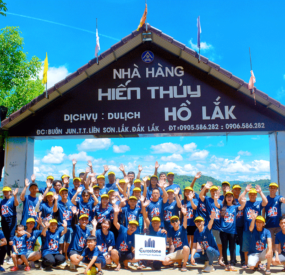 NHÀ HÀNG
HIẾN THỦY
DỊCH VỤ : DU LỊCH HỒ LẮK
ĐC: BUÔN JUN.T.T. LIÊN SƠN.LẮK.ĐẮK LẮK . ĐT: 0905.586.282 : 0906.586.282